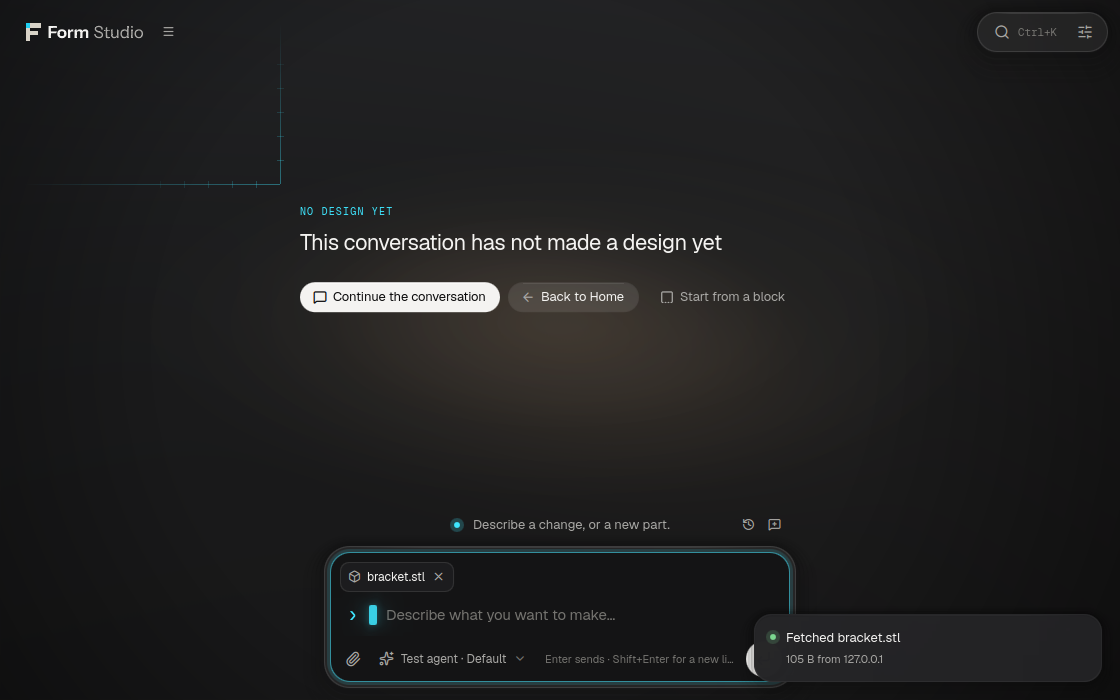 Form Studio
Ctrl+K
NO DESIGN YET
This conversation has not made a design yet
Continue the conversation
Back to Home
Start from a block
Describe a change, or a new part.
bracket.stl
Describe what you want to make...
Test agent · Default
Enter sends · Shift+Enter for a new li...
Fetched bracket.stl
105 B from 127.0.0.1